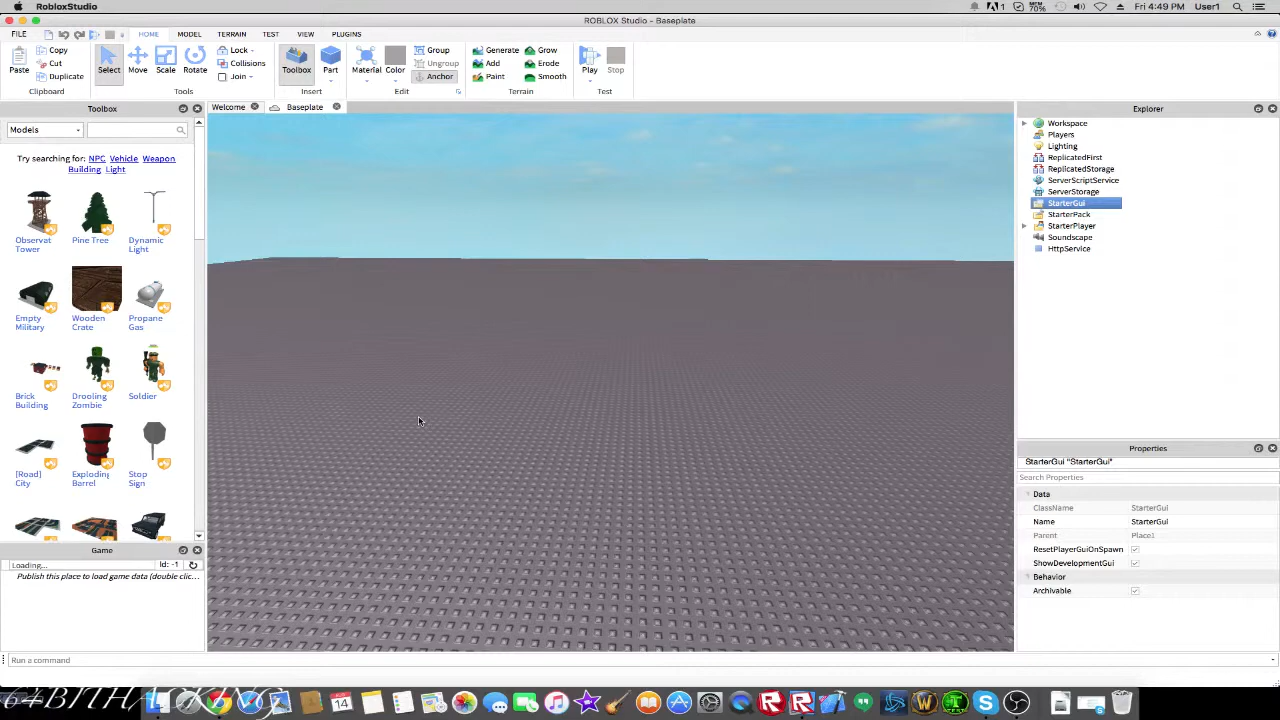 RobloxStudio
1
MEM
70%
Fri 4:49 PM
User1
ROBLOX Studio - Baseplate
FILE
HOME
MODEL
TERRAIN
TEST
VIEW
PLUGINS
Paste
Copy
Cut
Duplicate
Clipboard
Select
Move
Scale
Rotate
Lock
Collisions
Join
Tools
Toolbox
Part
Insert
Material
Color
Group
Ungroup
Anchor
Edit
Generate
Add
Paint
Grow
Erode
Smooth
Terrain
Play
Stop
Test
Toolbox
Models
Try searching for: NPC Vehicle Weapon
Building Light
Observat Tower
Pine Tree
Dynamic Light
Empty Military
Wooden Crate
Propane Gas
Brick Building
Drooling Zombie
Soldier
[Road] City
Exploding Barrel
Stop Sign
STOP
Game
Loading...
Id: -1
Publish this place to load game data (double clic...
Welcome
Baseplate
Explorer
Workspace
Players
Lighting
ReplicatedFirst
ReplicatedStorage
ServerScriptService
ServerStorage
StarterGui
StarterPack
StarterPlayer
Soundscape
HttpService
Properties
StarterGui "StarterGui"
Search Properties
Data
ClassName StarterGui
Name StarterGui
Parent Place1
ResetPlayerGuiOnSpawn
ShowDevelopmentGui
Behavior
Archivable
Run a command
64BITHACKING
14